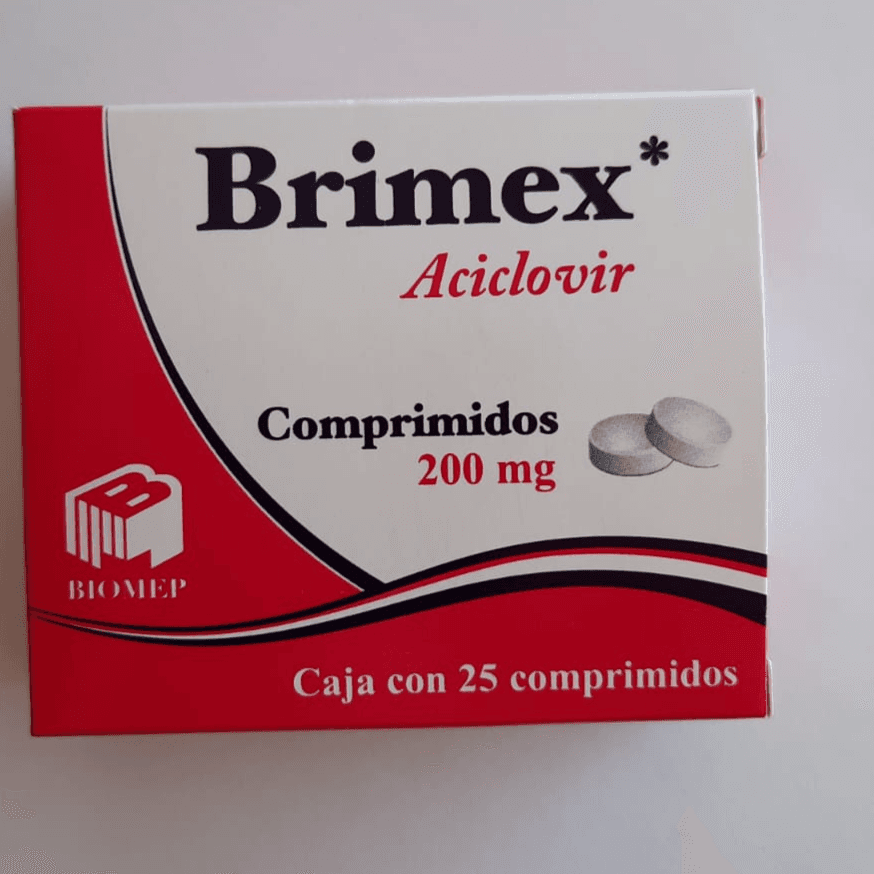 Brimex*
Aciclovir
Comprimidos
200 mg
BIOMEP
Caja con 25 comprimidos